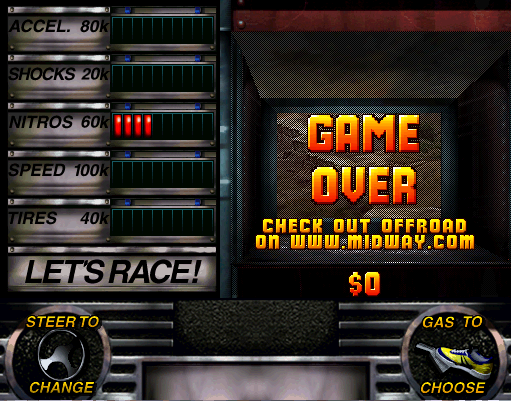 ACCEL. 80k
SHOCKS 20k
NITROS 60k
SPEED 100k
TIRES 40k
LET'S RACE!
GAME
OVER
CHECK OUT OFFROAD
ON WWW.MIDWAY.COM
$0
STEER TO
CHANGE
GAS TO
CHOOSE